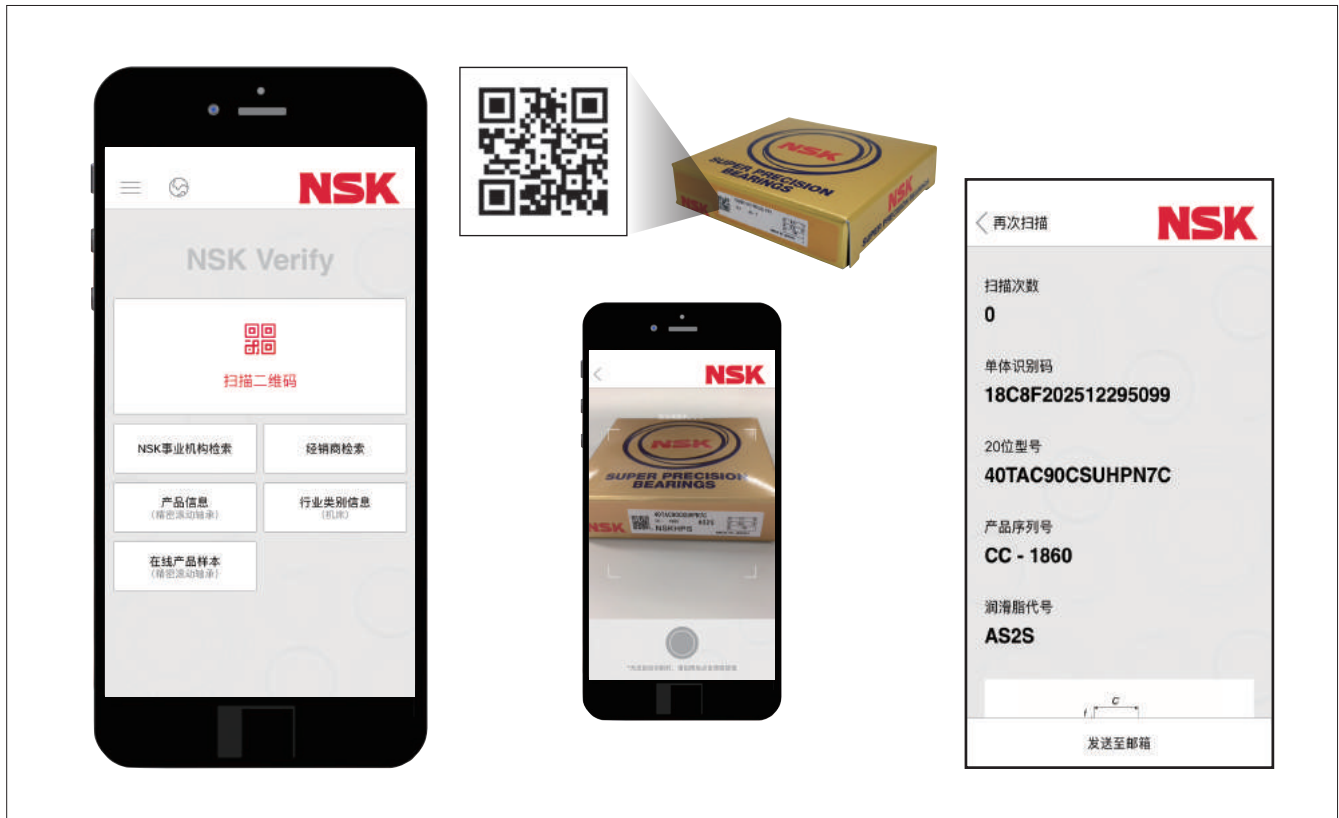 NSK
NSK Verify
扫描二维码
NSK事业机构检索
经销商检索
产品信息
（精密滚动轴承）
行业类别信息
（机床）
在线产品样本
（精密滚动轴承）
NSK
SUPER PRECISION
BEARINGS
NSK
NSK
NSK
NSK
SUPER PRECISION
BEARINGS
NSK
40TAC90CSUHPN7C
AS2S
NSKHPS
再次扫描
NSK
扫描次数
0
单体识别码
18C8F202512295099
20位型号
40TAC90CSUHPN7C
产品序列号
CC - 1860
润滑脂代号
AS2S
C
发送至邮箱